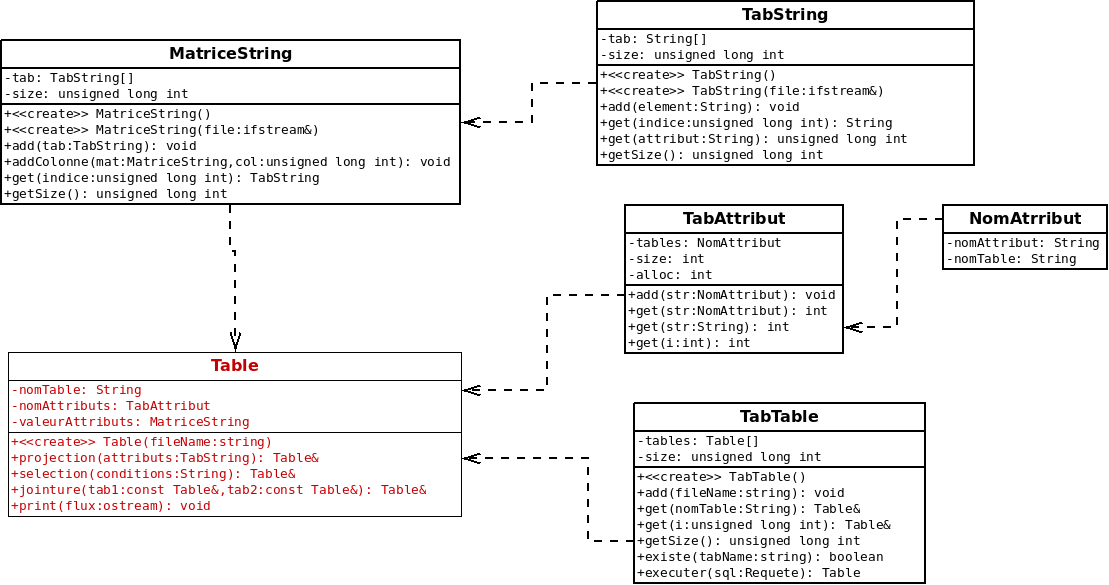 MatriceString
-tab: TabString[]
-size: unsigned long int
+<<create>> MatriceString()
+<<create>> MatriceString(file:ifstream&)
+add(tab:TabString): void
+addColonne(mat:MatriceString,col:unsigned long int): void
+get(indice:unsigned long int): TabString
+getSize(): unsigned long int
TabString
-tab: String[]
-size: unsigned long int
+<<create>> TabString()
+<<create>> TabString(file:ifstream&)
+add(element:String): void
+get(indice:unsigned long int): String
+get(attribut:String): unsigned long int
+getSize(): unsigned long int
TabAttribut
-tables: NomAttribut
-size: int
-alloc: int
+add(str:NomAttribut): void
+get(str:NomAttribut): int
+get(str:String): int
+get(i:int): int
NomAtrribut
-nomAttribut: String
-nomTable: String
Table
-nomTable: String
-nomAttributs: TabAttribut
-valeurAttributs: MatriceString
+<<create>> Table(fileName:string)
+projection(attributs:TabString): Table&
+selection(conditions:String): Table&
+jointure(tab1:const Table&,tab2:const Table&): Table&
+print(flux:ostream): void
TabTable
-tables: Table[]
-size: unsigned long int
+<<create>> TabTable()
+add(fileName:string): void
+get(nomTable:String): Table&
+get(i:unsigned long int): Table&
+getSize(): unsigned long int
+existe(tabName:string): boolean
+executer(sql:Requete): Table